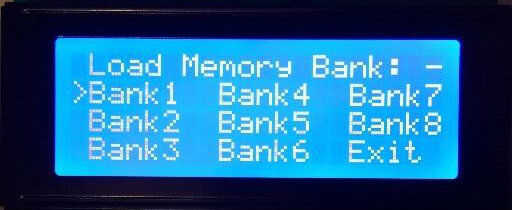 Load Memory Bank: -
>Bank1 Bank4 Bank7
Bank2 Bank5 Bank8
Bank3 Bank6 Exit